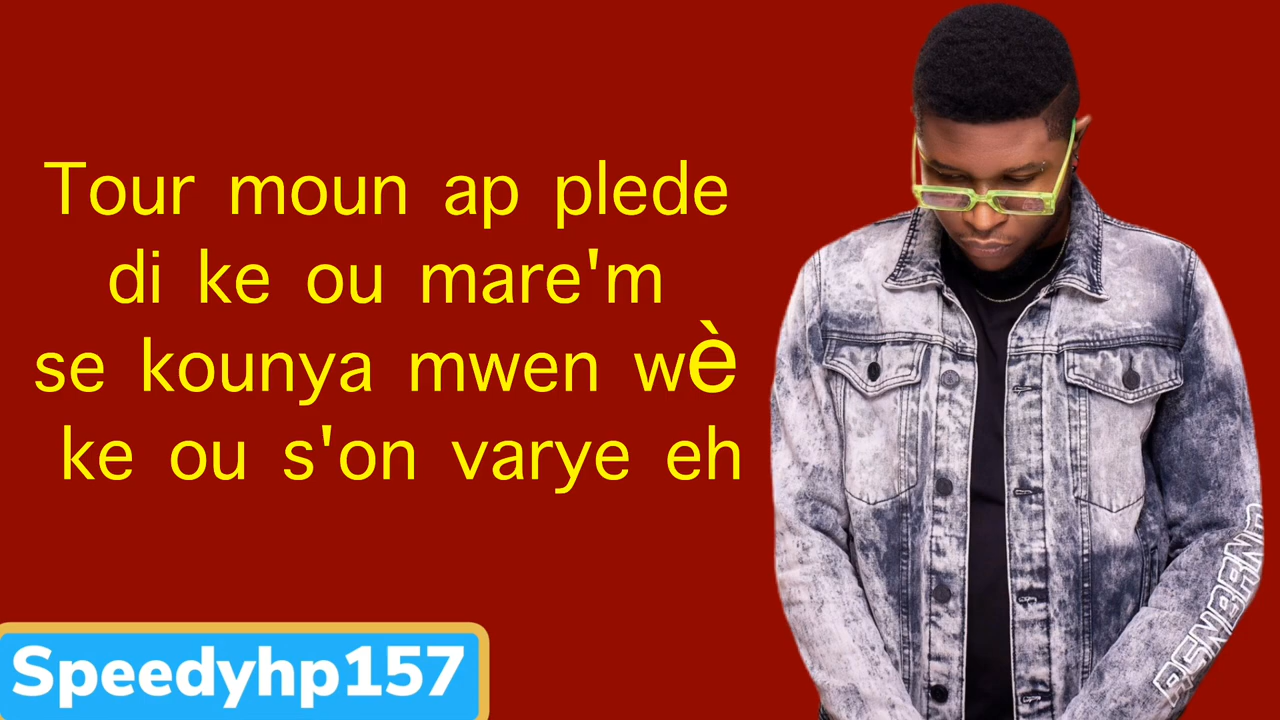 Tour moun ap plede
di ke ou mare'm
se kounya mwen wè
ke ou s'on varye eh
Speedyhp157